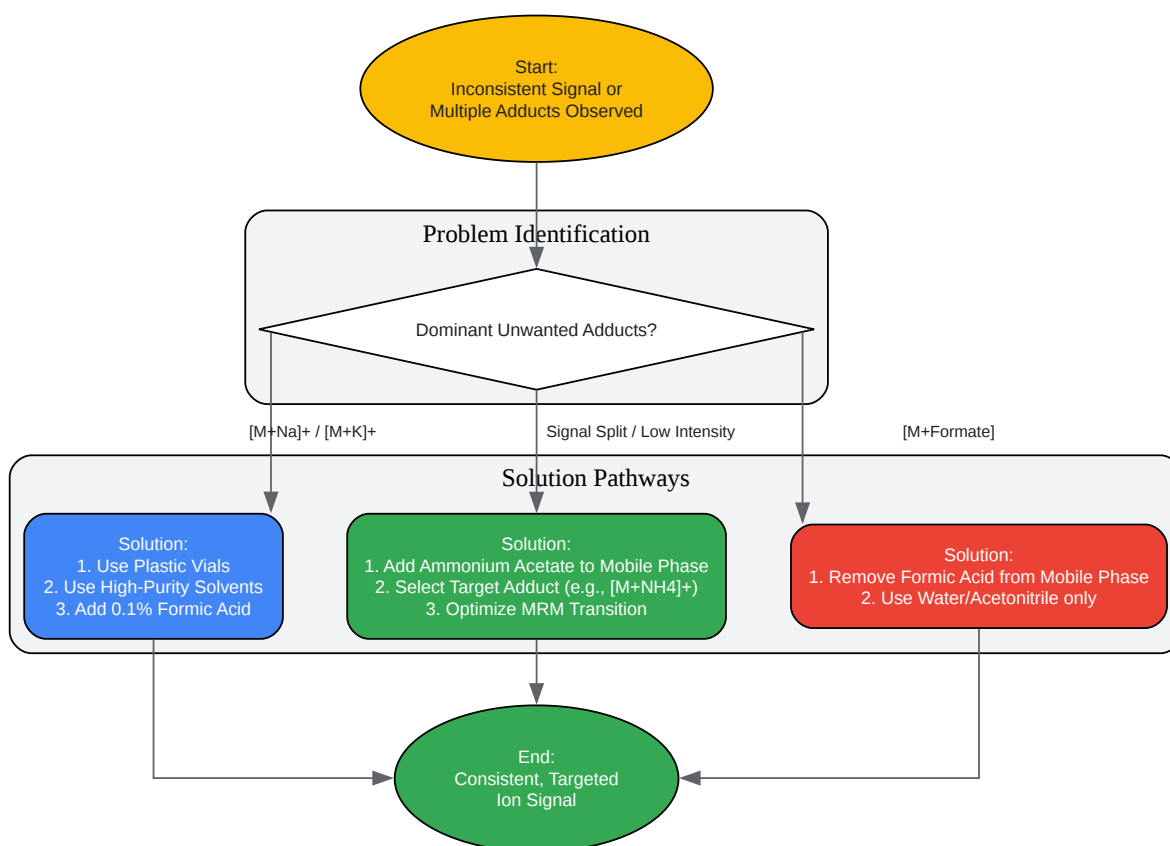 Start:
Inconsistent Signal or
Multiple Adducts Observed
Problem Identification
Dominant Unwanted Adducts?
[M+Na]+ / [M+K]+
Signal Split / Low Intensity
[M+Formate]
Solution Pathways
Solution:
1. Use Plastic Vials
2. Use High-Purity Solvents
3. Add 0.1% Formic Acid
Solution:
1. Add Ammonium Acetate to Mobile Phase
2. Select Target Adduct (e.g., [M+NH4]+)
3. Optimize MRM Transition
Solution:
1. Remove Formic Acid from Mobile Phase
2. Use Water/Acetonitrile only
End:
Consistent, Targeted
Ion Signal